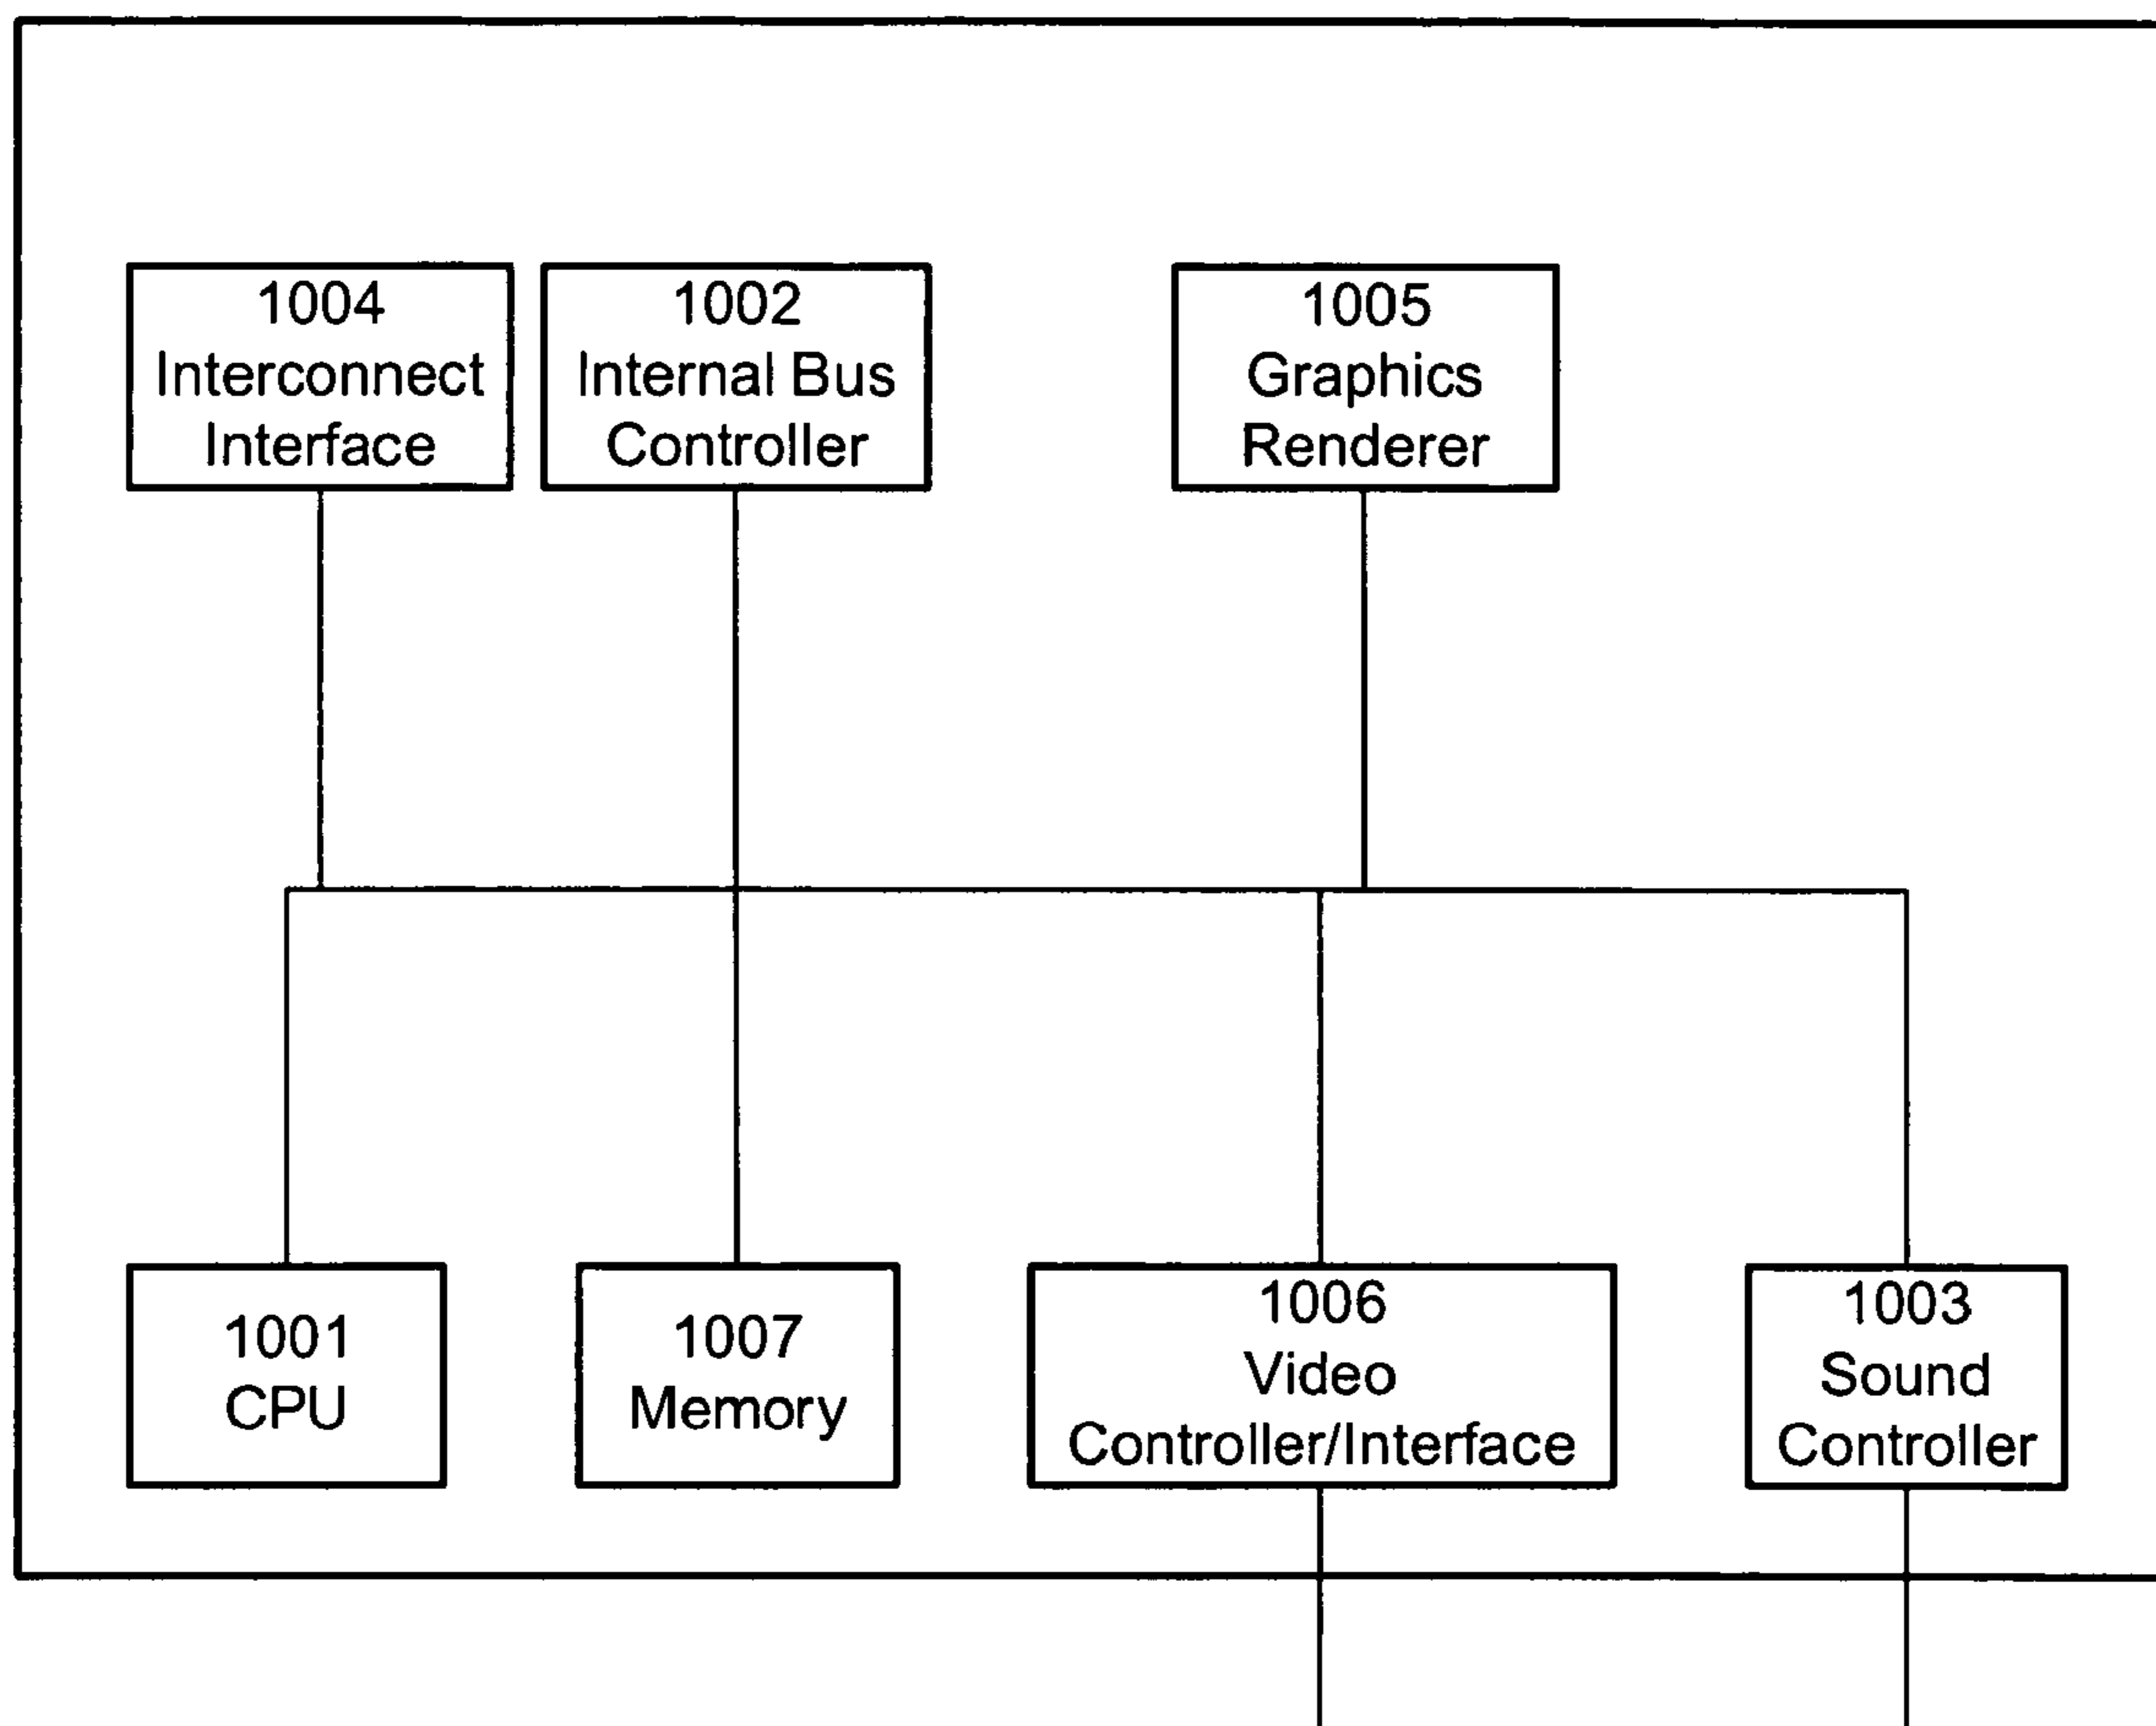 1004
Interconnect
Interface
1002
Internal Bus
Controller
1005
Graphics
Renderer
1001
CPU
1007
Memory
1006
Video
Controller/Interface
1003
Sound
Controller